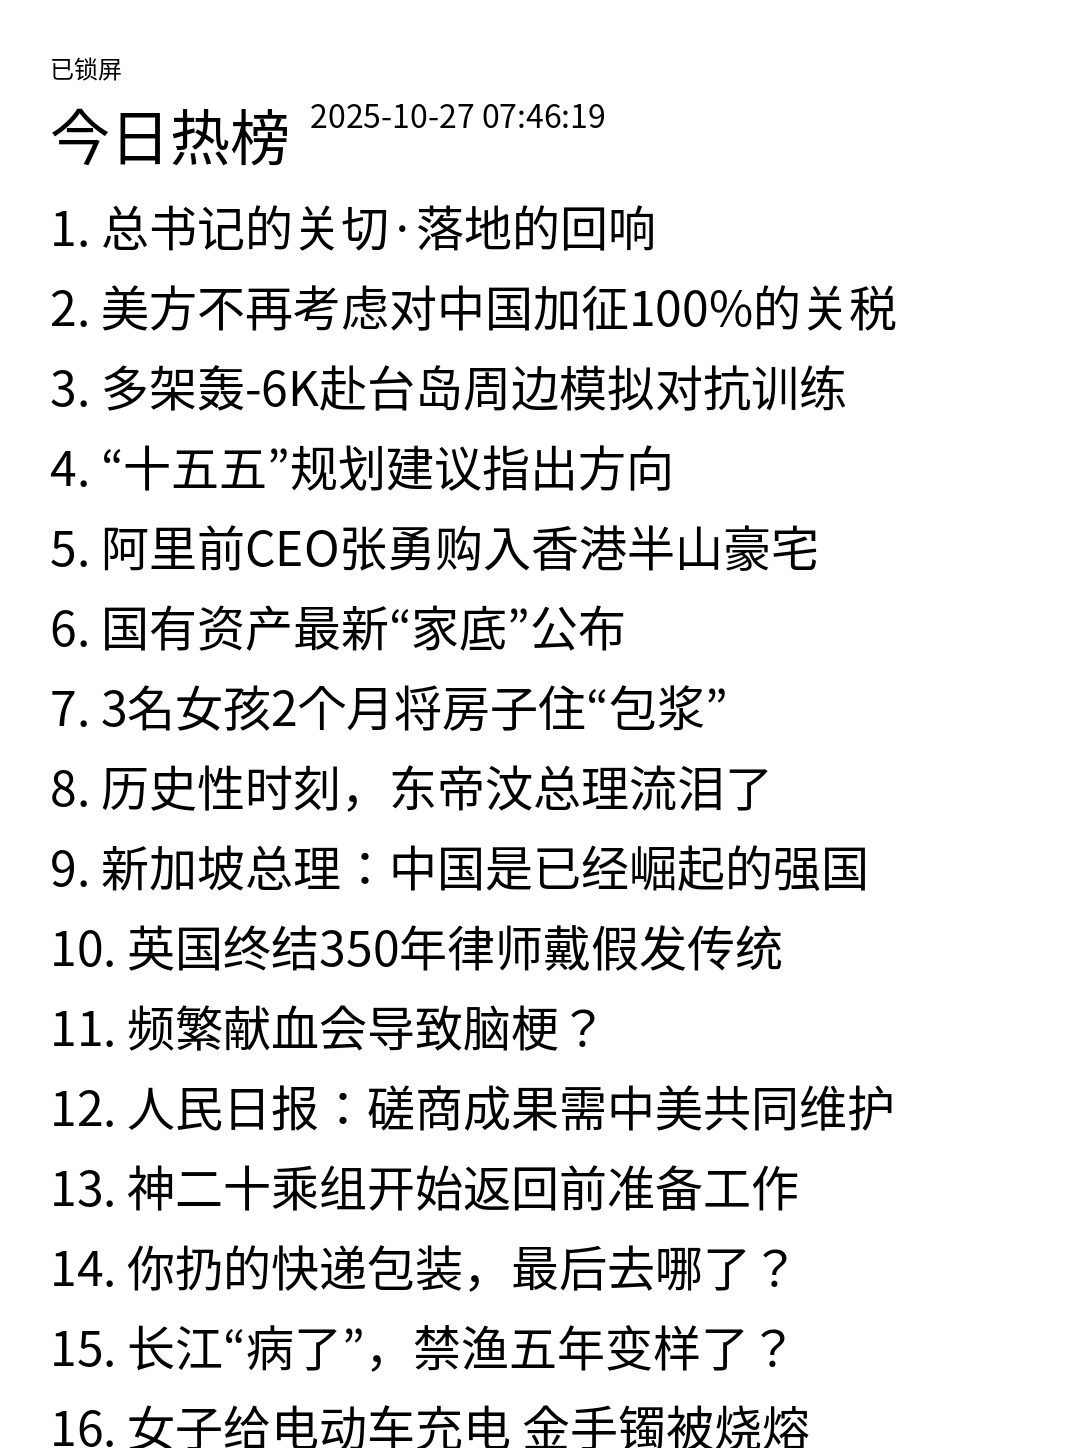 已锁屏
今日热榜 2025-10-27 07:46:19
1. 总书记的关切·落地的回响
2. 美方不再考虑对中国加征100%的关税
3. 多架轰-6K赴台岛周边模拟对抗训练
4. “十五五”规划建议指出方向
5. 阿里前CEO张勇购入香港半山豪宅
6. 国有资产最新“家底”公布
7. 3名女孩2个月将房子住“包浆”
8. 历史性时刻，东帝汶总理流泪了
9. 新加坡总理：中国是已经崛起的强国
10. 英国终结350年律师戴假发传统
11. 频繁献血会导致脑梗？
12. 人民日报：磋商成果需中美共同维护
13. 神二十乘组开始返回前准备工作
14. 你扔的快递包装，最后去哪了？
15. 长江“病了”，禁渔五年变样了？
16. 女子给电动车充电 金手镯被烧熔